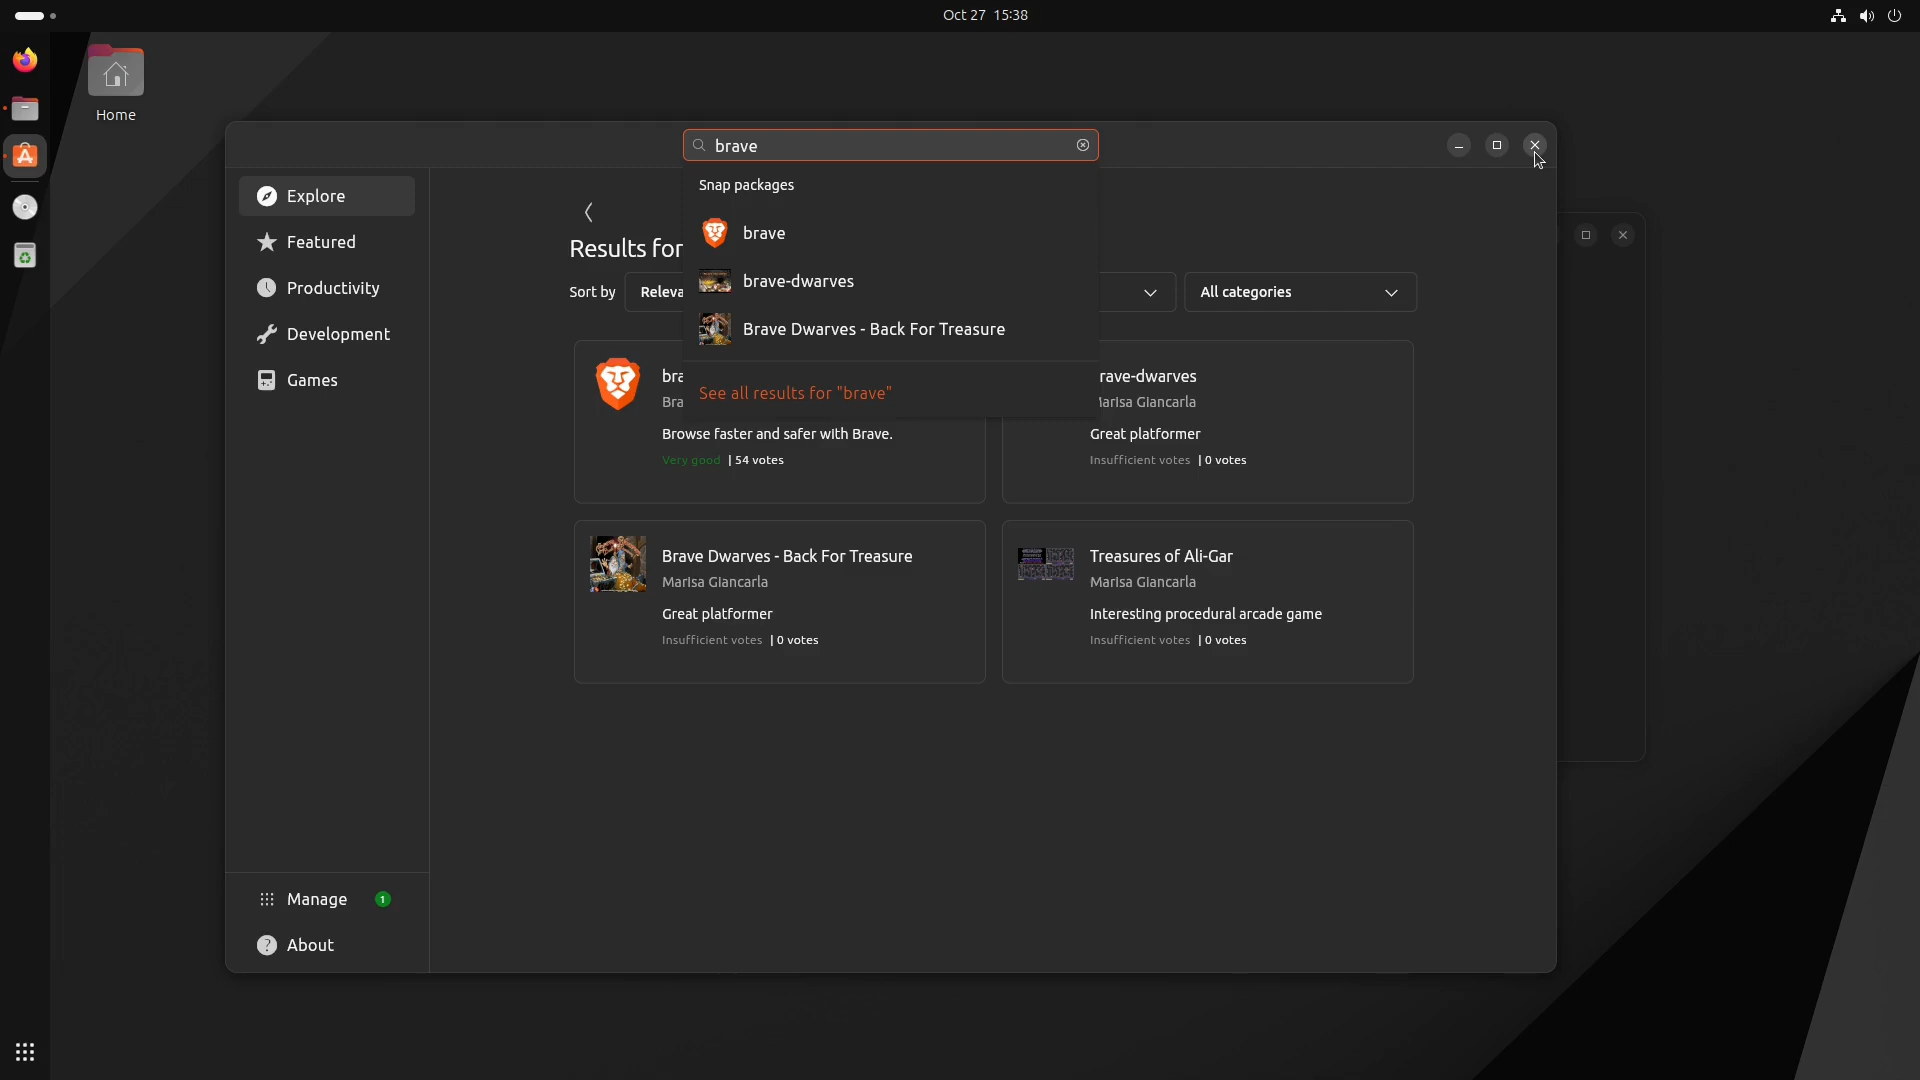 Oct 27 15:38
Home
brave
Snap packages
brave
brave-dwarves
Brave Dwarves - Back For Treasure
See all results for "brave"
Explore
Featured
Productivity
Development
Games
Manage 1
About
Results for
Sort by Releva
All categories
bra
Bra
Browse faster and safer with Brave.
Very good | 54 votes
rave-dwarves
Marisa Giancarla
Great platformer
Insufficient votes | 0 votes
Brave Dwarves - Back For Treasure
Marisa Giancarla
Great platformer
Insufficient votes | 0 votes
Treasures of Ali-Gar
Marisa Giancarla
Interesting procedural arcade game
Insufficient votes | 0 votes